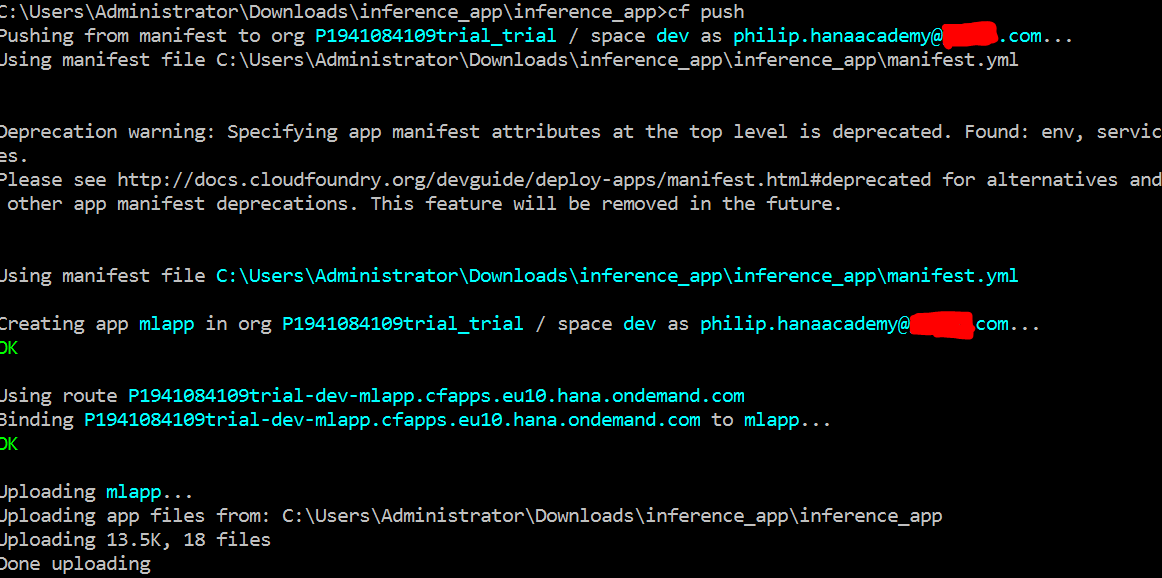 C:\Users\Administrator\Downloads\inference_app\inference_app>cf push
Pushing from manifest to org P1941084109trial_trial / space dev as philip.hanaacademy@ .com...
Using manifest file C:\Users\Administrator\Downloads\inference_app\inference_app\manifest.yml
Deprecation warning: Specifying app manifest attributes at the top level is deprecated. Found: env, servic
es.
Please see http://docs.cloudfoundry.org/devguide/deploy-apps/manifest.html#deprecated for alternatives and
other app manifest deprecations. This feature will be removed in the future.
Using manifest file C:\Users\Administrator\Downloads\inference_app\inference_app\manifest.yml
Creating app mlapp in org P1941084109trial_trial / space dev as philip.hanaacademy@ com...
OK
Using route P1941084109trial-dev-mlapp.cfapps.eu10.hana.ondemand.com
Binding P1941084109trial-dev-mlapp.cfapps.eu10.hana.ondemand.com to mlapp...
OK
Uploading mlapp...
Uploading app files from: C:\Users\Administrator\Downloads\inference_app\inference_app
Uploading 13.5K, 18 files
Done uploading